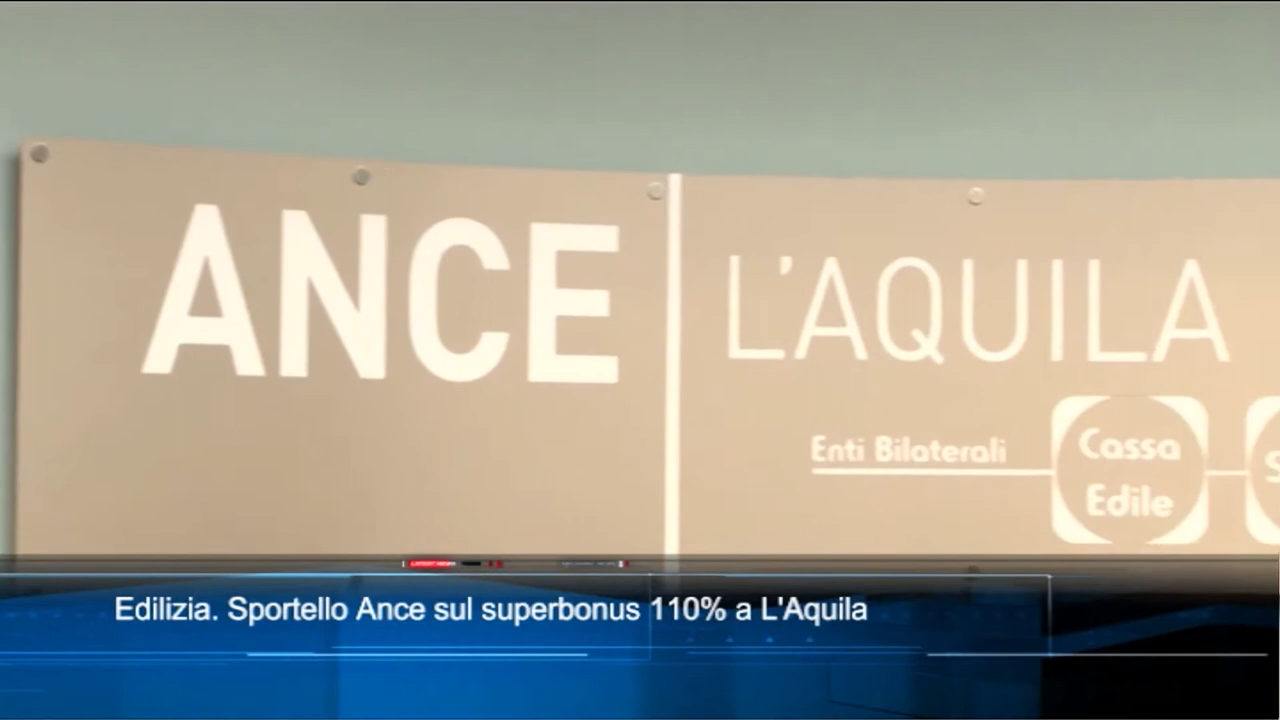 ANCE
L'AQUILA
Enti Bilaterali
Cassa
Edile
Edilizia. Sportello Ance sul superbonus 110% a L'Aquila